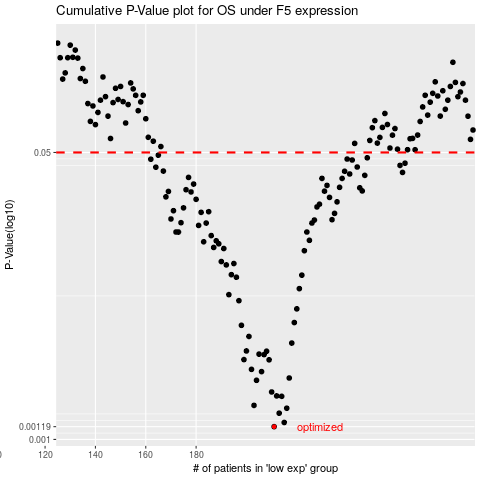 Cumulative P-Value plot for OS under F5 expression
P-Value(log10)
0.05
0.00119
0.001
optimized
0
120
140
160
180
# of patients in 'low exp' group